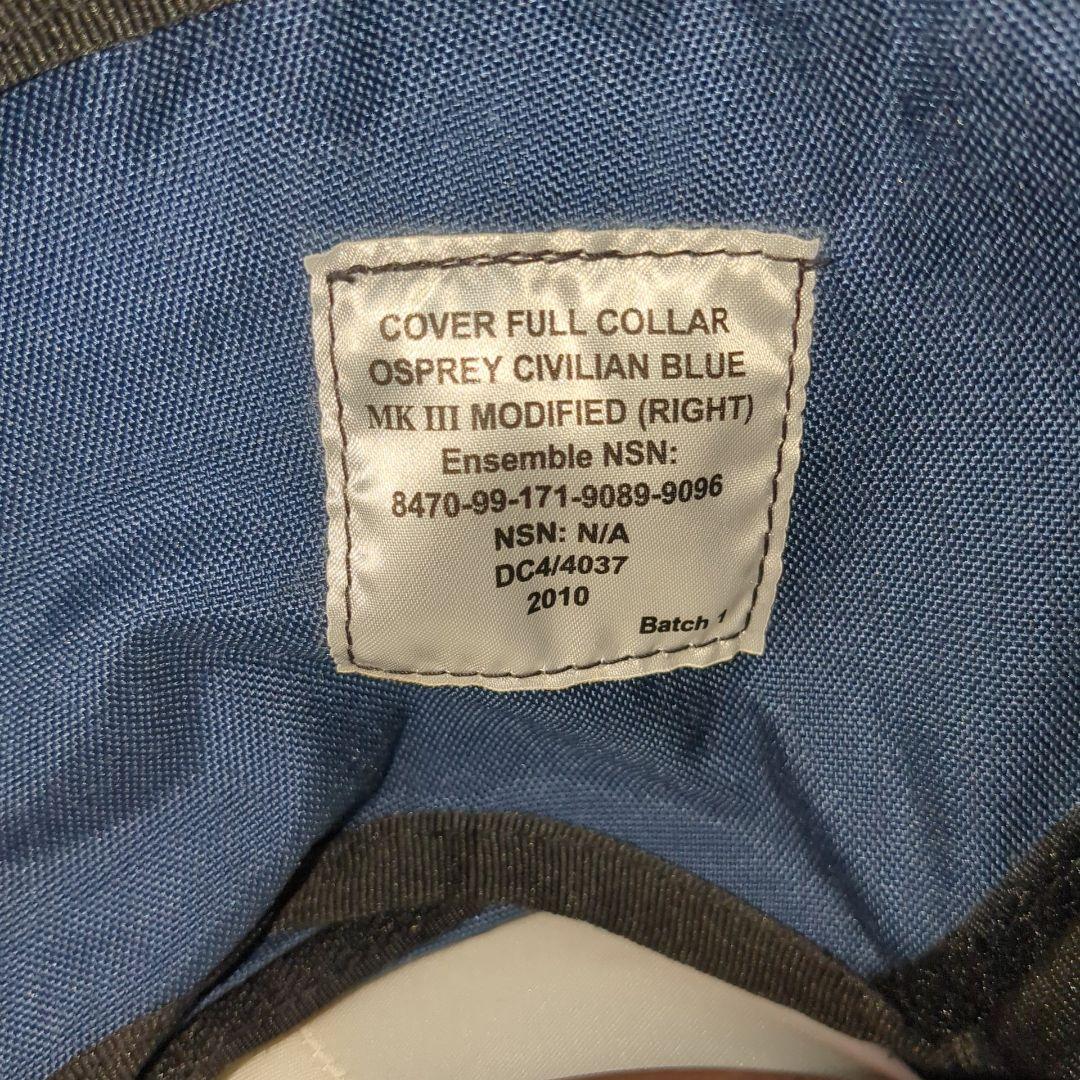 COVER FULL COLLAR
OSPREY CIVILIAN BLUE
MK III MODIFIED (RIGHT)
Ensemble NSN:
8470-99-171-9089-9096
NSN: N/A
DC4/4037
2010
Batch 1